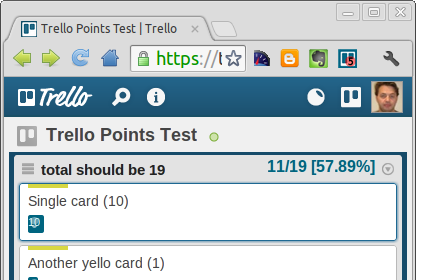 Trello Points Test | Trello
https://t
5
Trello
Trello Points Test
total should be 19
11/19 [57.89%]
Single card (10)
10
Another yello card (1)